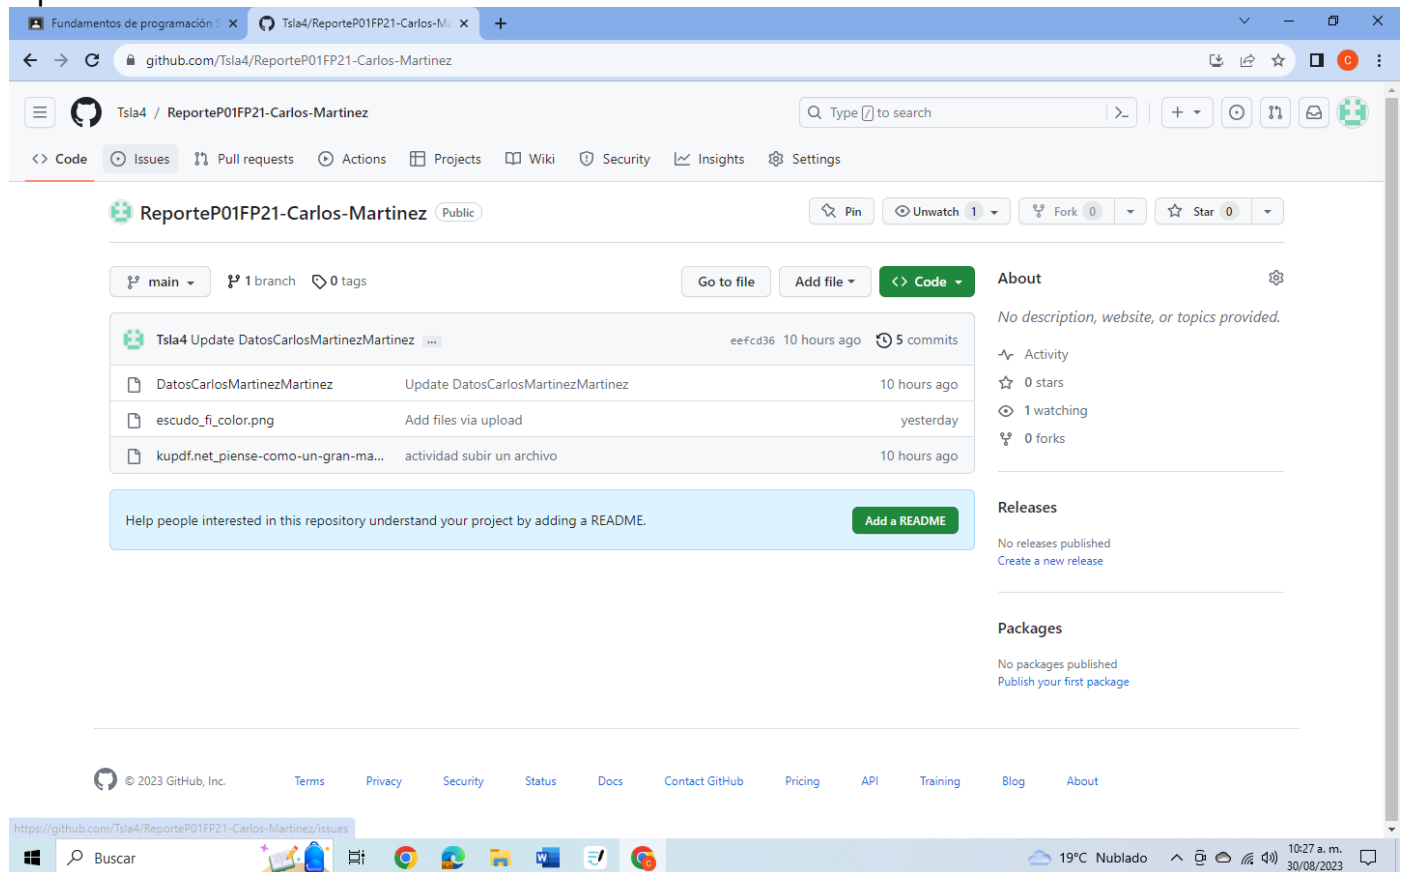 Fundamentos de programación S
Tsla4/ReporteP01FP21-Carlos-Ma
github.com/Tsla4/ReporteP01FP21-Carlos-Martinez
C
Tsla4 / ReporteP01FP21-Carlos-Martinez
Type / to search
Code Issues Pull requests Actions Projects Wiki Security Insights Settings
ReporteP01FP21-Carlos-Martinez Public
Pin Unwatch 1 Fork 0 Star 0
main 1 branch 0 tags Go to file Add file Code
Tsla4 Update DatosCarlosMartinezMartinez ... eefcd36 10 hours ago 5 commits
DatosCarlosMartinezMartinez Update DatosCarlosMartinezMartinez 10 hours ago
escudo_fi_color.png Add files via upload yesterday
kupdf.net_piense-como-un-gran-ma... actividad subir un archivo 10 hours ago
Help people interested in this repository understand your project by adding a README. Add a README
About
No description, website, or topics provided.
Activity
0 stars
1 watching
0 forks
Releases
No releases published
Create a new release
Packages
No packages published
Publish your first package
© 2023 GitHub, Inc. Terms Privacy Security Status Docs Contact GitHub Pricing API Training Blog About
https://github.com/Tsla4/ReporteP01FP21-Carlos-Martinez/issues
Buscar
19°C Nublado
10:27 a. m.
30/08/2023